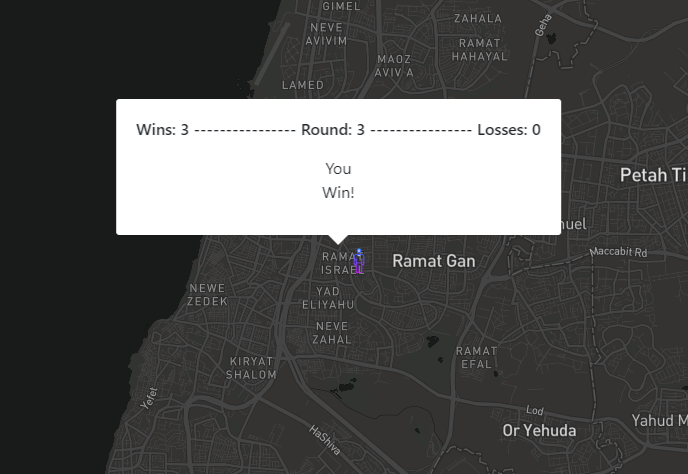 GIMEL
ZAHALA
Geha
NEVE
AVIVIM
RAMAT
HAHAYAL
MAOZ
AVIV A
LAMED
Wins: 3 ---------------- Round: 3 ---------------- Losses: 0
You
Win!
Petah Ti
uel
Maccabit Rd
RAMA
ISRAEL
Ramat Gan
NEWE
ZEDEK
YAD
ELIYAHU
NEVE
ZAHAL
RAMAT
EFAL
KIRYAT
SHALOM
Yefet
HaShiva
Lod
Or Yehuda
Yahud M